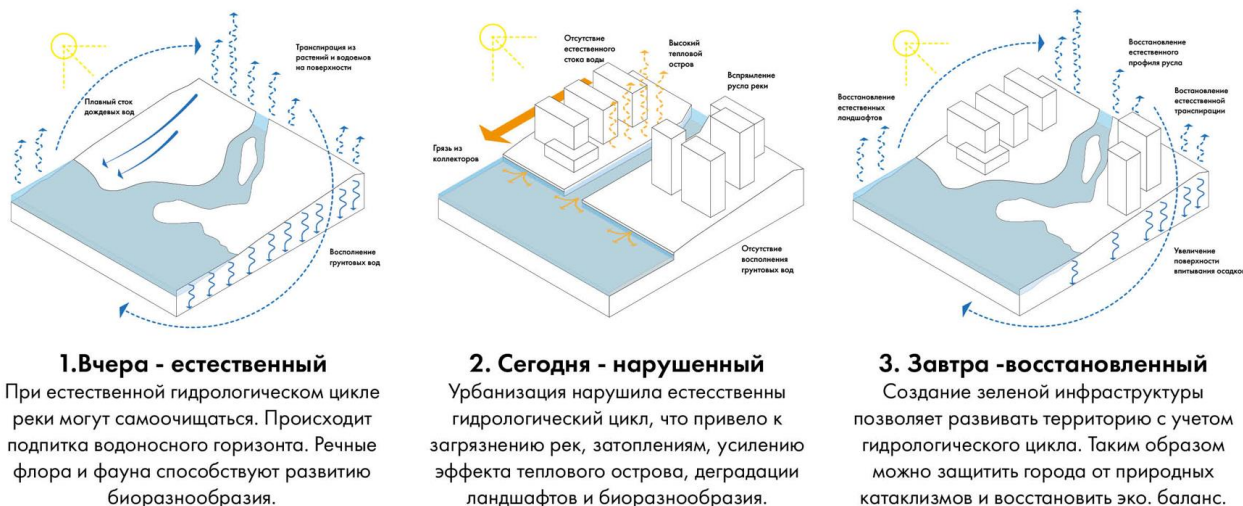 Транспирация из
растений и водоемов
на поверхности
Плавный сток
дождевых вод
Восполнение
грунтовых вод
1.Вчера - естественный
При естественной гидрологическом цикле
реки могут самоочищаться. Происходит
подпитка водоносного горизонта. Речные
флора и фауна способствуют развитию
биоразнообразия.
Отсутствие
естественного
стока воды
Высокий
тепловой
остров
Вспрямление
русла реки
Грязь из
коллекторов
Отсутствие
восполнения
грунтовых вод
2. Сегодня - нарушенный
Урбанизация нарушила естесственны
гидрологический цикл, что привело к
загрязнению рек, затоплениям, усилению
эффекта теплового острова, деградации
ландшафтов и биоразнообразия.
Восстановление
естественного
профиля русла
Восстановление
естественных
ландшафтов
Восстановление
естественной
транспирации
Увеличение
поверхности
впитывания осадко
3. Завтра -восстановленный
Создание зеленой инфраструктуры
позволяет развивать территорию с учетом
гидрологического цикла. Таким образом
можно защитить города от природных
катаклизмов и восстановить эко. баланс.